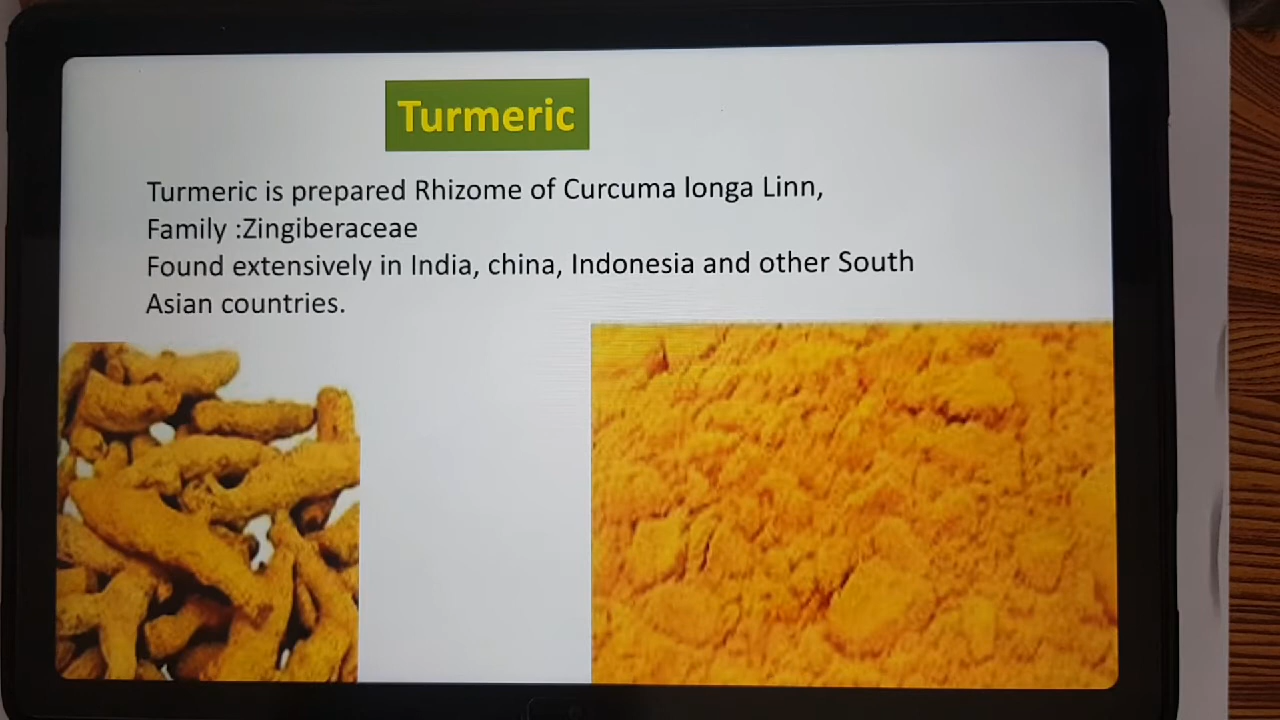 Turmeric
Turmeric is prepared Rhizome of Curcuma longa Linn,
Family :Zingiberaceae
Found extensively in India, china, Indonesia and other South
Asian countries.